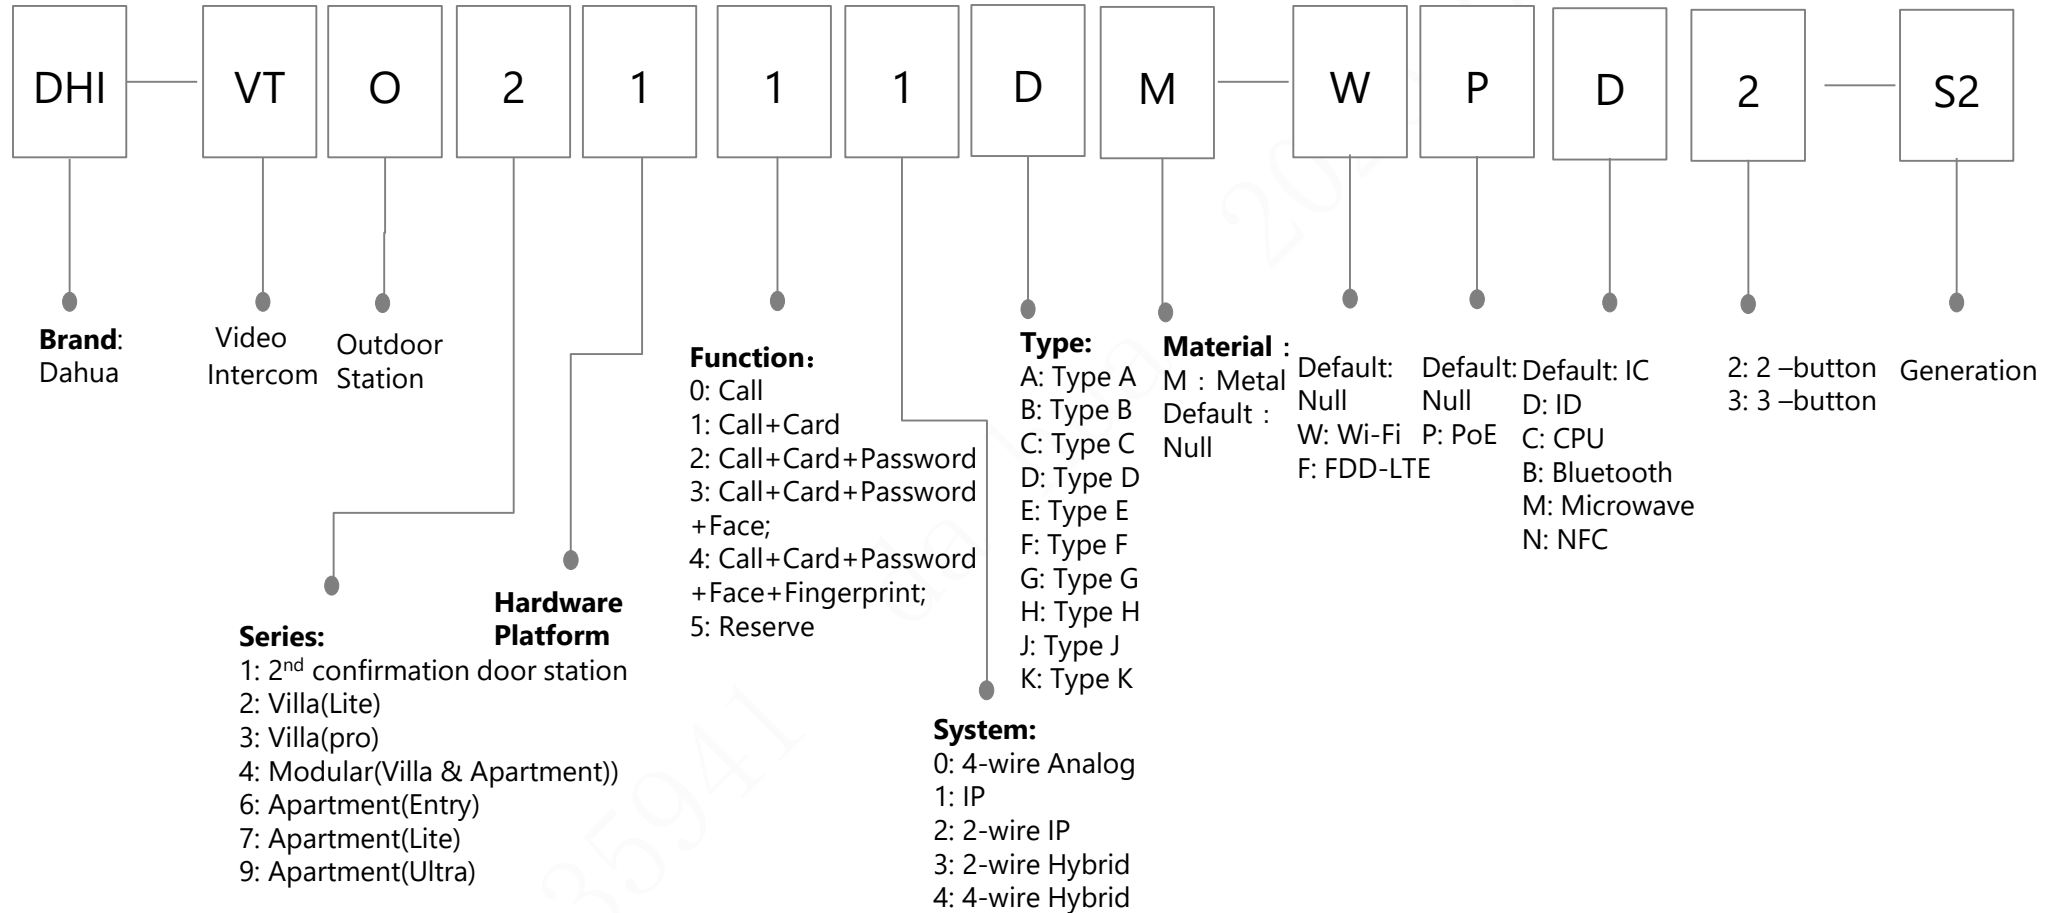 DHI VT O 2 1 1 1 D M W P D 2 S2
Brand:
Dahua
Video
Intercom
Outdoor
Station
Series:
1: 2nd confirmation door station
2: Villa(Lite)
3: Villa(pro)
4: Modular(Villa & Apartment))
6: Apartment(Entry)
7: Apartment(Lite)
9: Apartment(Ultra)
Hardware
Platform
Function：
0: Call
1: Call+Card
2: Call+Card+Password
3: Call+Card+Password
+Face;
4: Call+Card+Password
+Face+Fingerprint;
5: Reserve
System:
0: 4-wire Analog
1: IP
2: 2-wire IP
3: 2-wire Hybrid
4: 4-wire Hybrid
Type:
A: Type A
B: Type B
C: Type C
D: Type D
E: Type E
F: Type F
G: Type G
H: Type H
J: Type J
K: Type K
Material：
M：Metal
Default：
Null
Default:
Null
W: Wi-Fi
F: FDD-LTE
Default:
Null
P: PoE
Default: IC
D: ID
C: CPU
B: Bluetooth
M: Microwave
N: NFC
2: 2 –button
3: 3 –button
Generation
35941